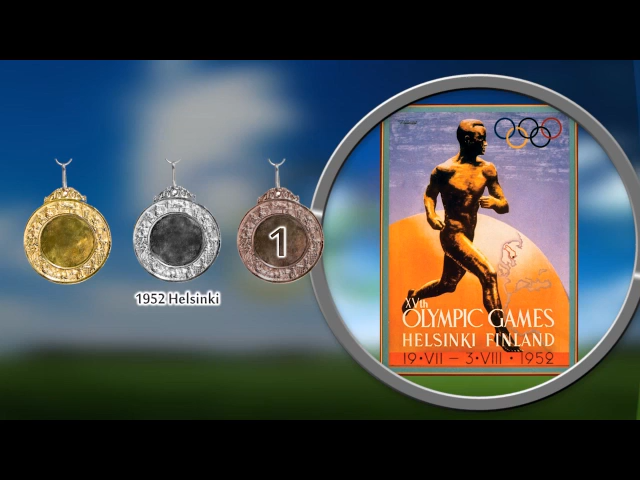 1
1952 Helsinki
XVth
OLYMPIC GAMES
HELSINKI FINLAND
19·VII – 3·VIII·1952